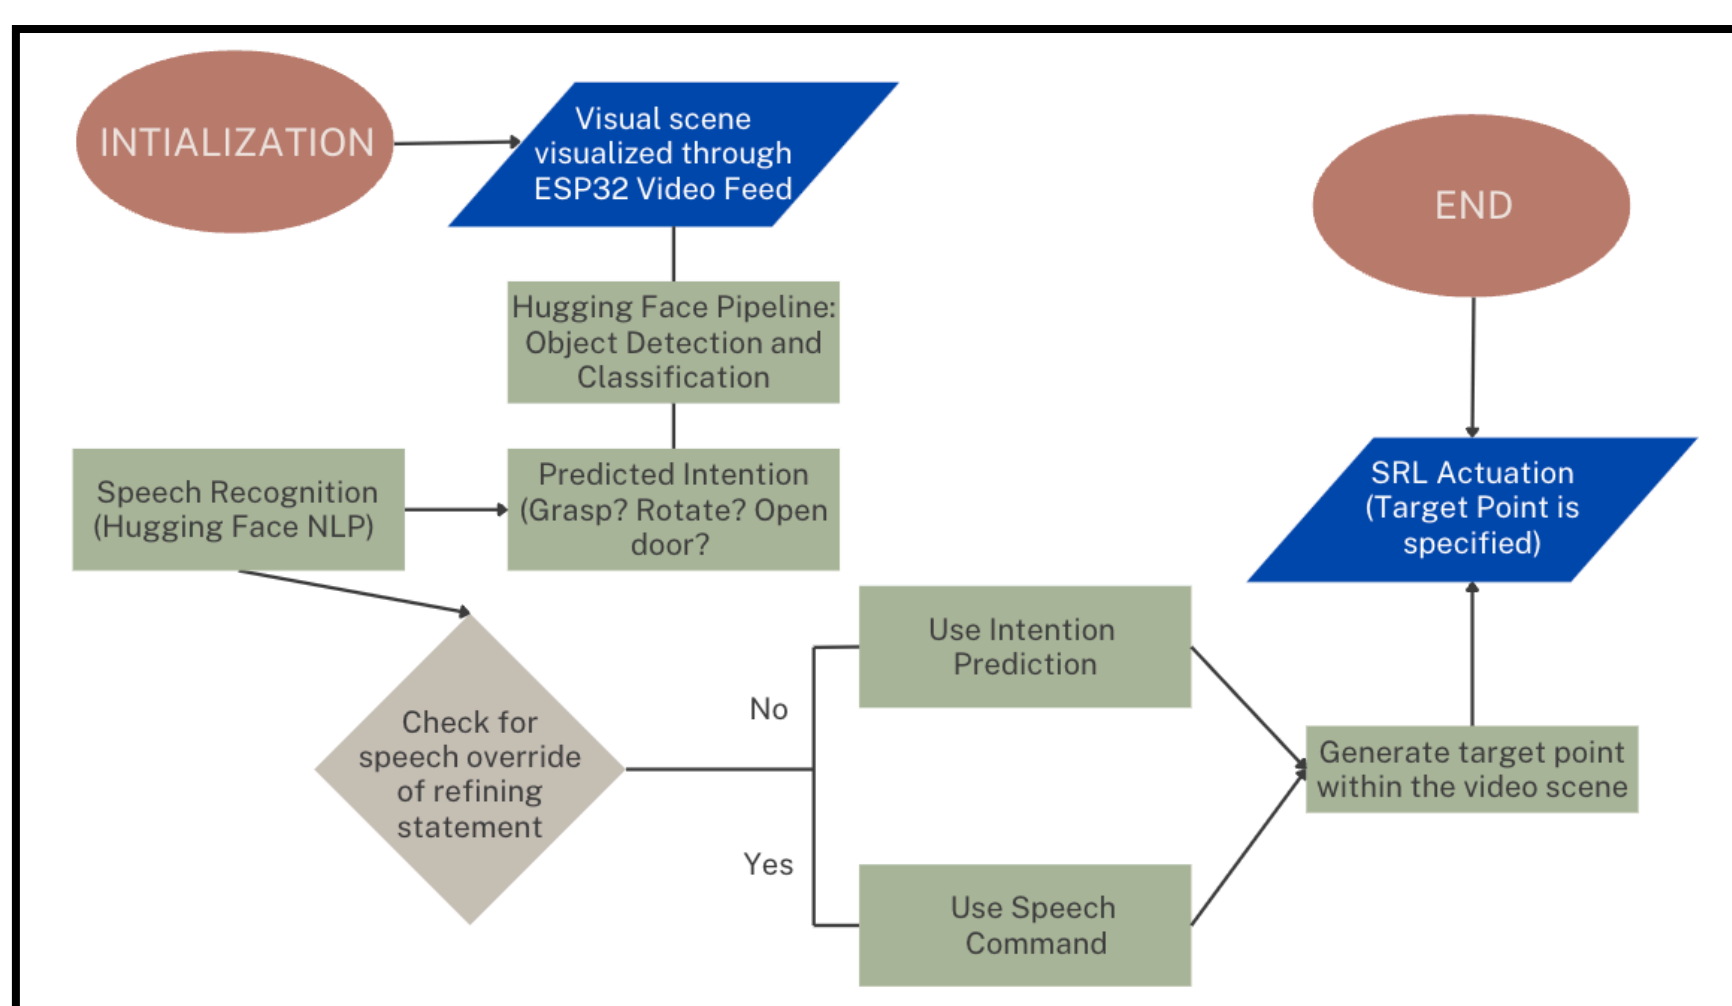 INTIALIZATION
Visual scene
visualized through
ESP32 Video Feed
Hugging Face Pipeline:
Object Detection and
Classification
Speech Recognition
(Hugging Face NLP)
Predicted Intention
(Grasp? Rotate? Open
door?
Check for
speech override
of refining
statement
No
Yes
Use Intention
Prediction
Use Speech
Command
Generate target point
within the video scene
SRL Actuation
(Target Point is
specified)
END